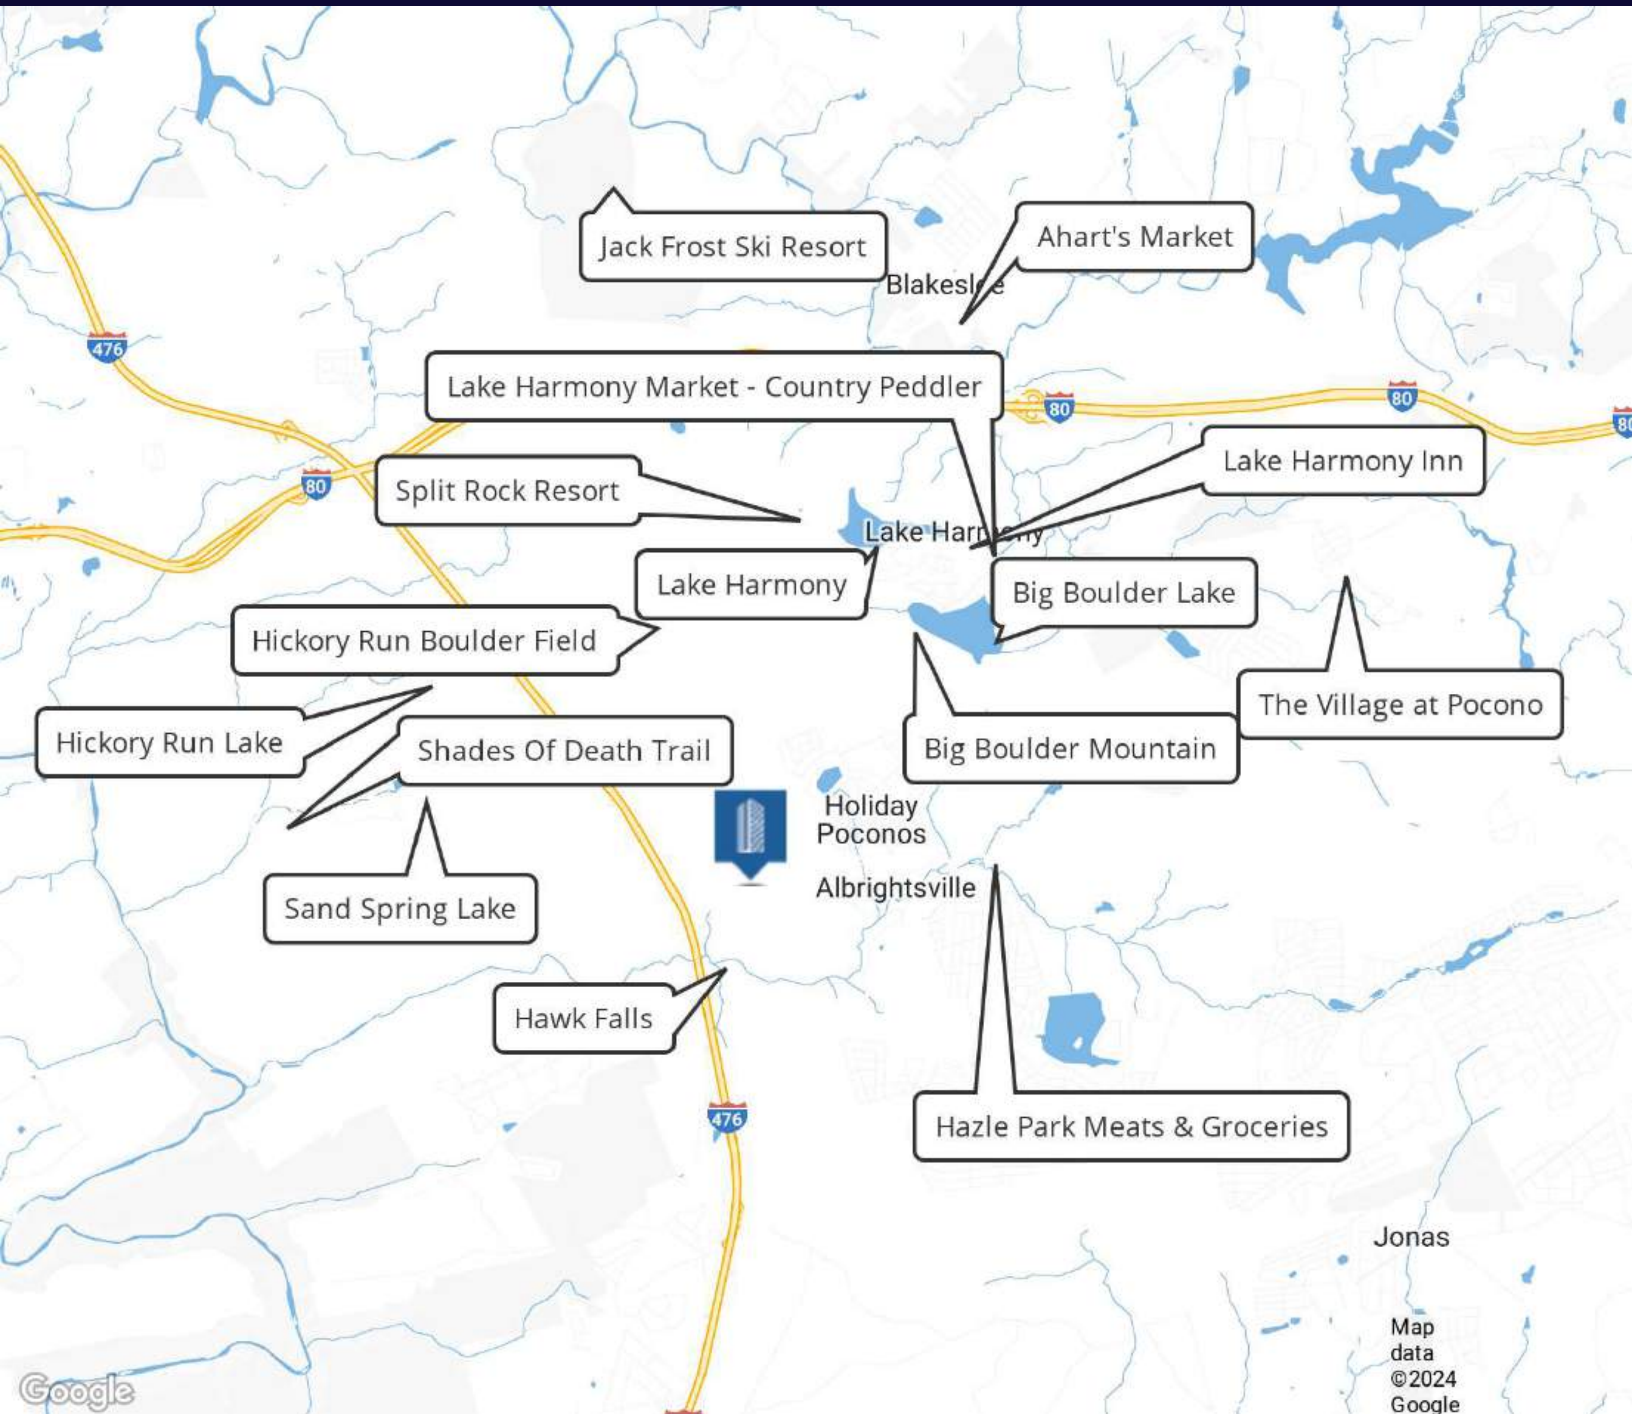 Ahart's Market
Jack Frost Ski Resort
Blakeslee
476
Lake Harmony Market - Country Peddler
80
80
80
Lake Harmony Inn
80
Split Rock Resort
Lake Harmony
Lake Harmony
Big Boulder Lake
Hickory Run Boulder Field
The Village at Pocono
Hickory Run Lake
Shades Of Death Trail
Big Boulder Mountain
Holiday
Poconos
Albrightsville
Sand Spring Lake
Hawk Falls
476
Hazle Park Meats & Groceries
Jonas
Map
data
©2024
Google
Google